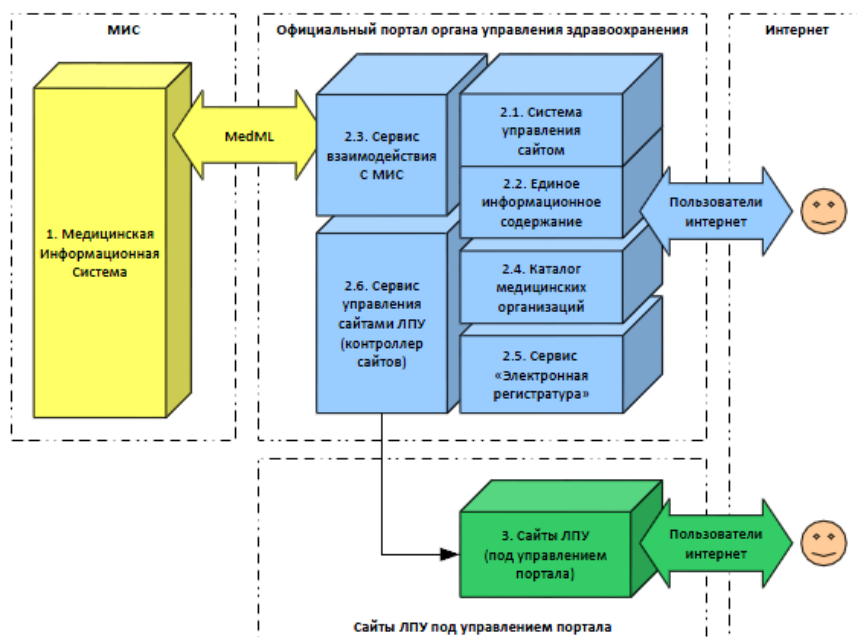 МИС
Официальный портал органа управления здравоохранения
Интернет
1. Медицинская
Информационная
Система
MedML
2.3. Сервис
взаимодействия
С МИС
2.6. Сервис
управления
сайтами ЛПУ
(контроллер
сайтов)
2.1. Система
управления
сайтом
2.2. Единое
информационное
содержание
2.4. Каталог
медицинских
организаций
2.5. Сервис
«Электронная
регистратура»
Пользователи
интернет
3. Сайты ЛПУ
(под управлением
портала)
Пользователи
интернет
Сайты ЛПУ под управлением портала